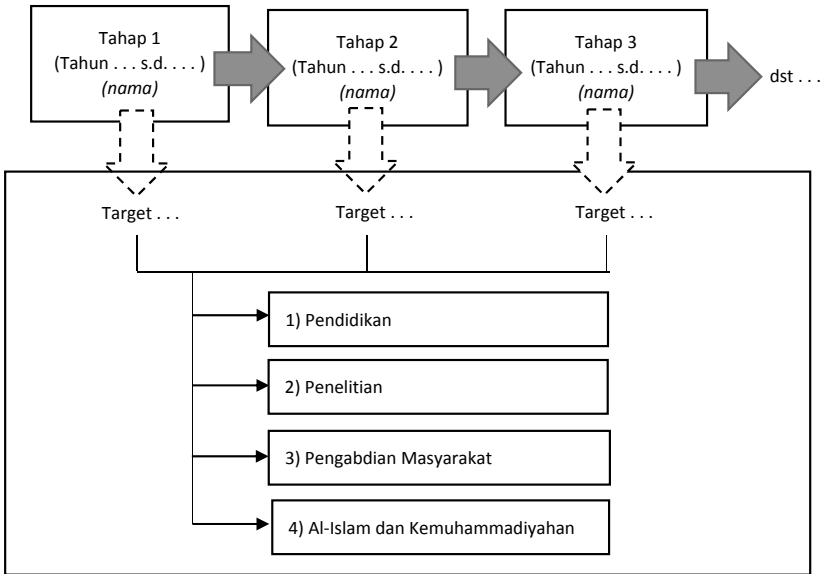 Tahap 1
(Tahun . . . s.d. . . . )
(nama)
Tahap 2
(Tahun . . . s.d. . . . )
(nama)
Tahap 3
(Tahun . . . s.d. . . . )
(nama)
dst . . .
Target . . .
Target . . .
Target . . .
1) Pendidikan
2) Penelitian
3) Pengabdian Masyarakat
4) Al-Islam dan Kemuhammadiyahan